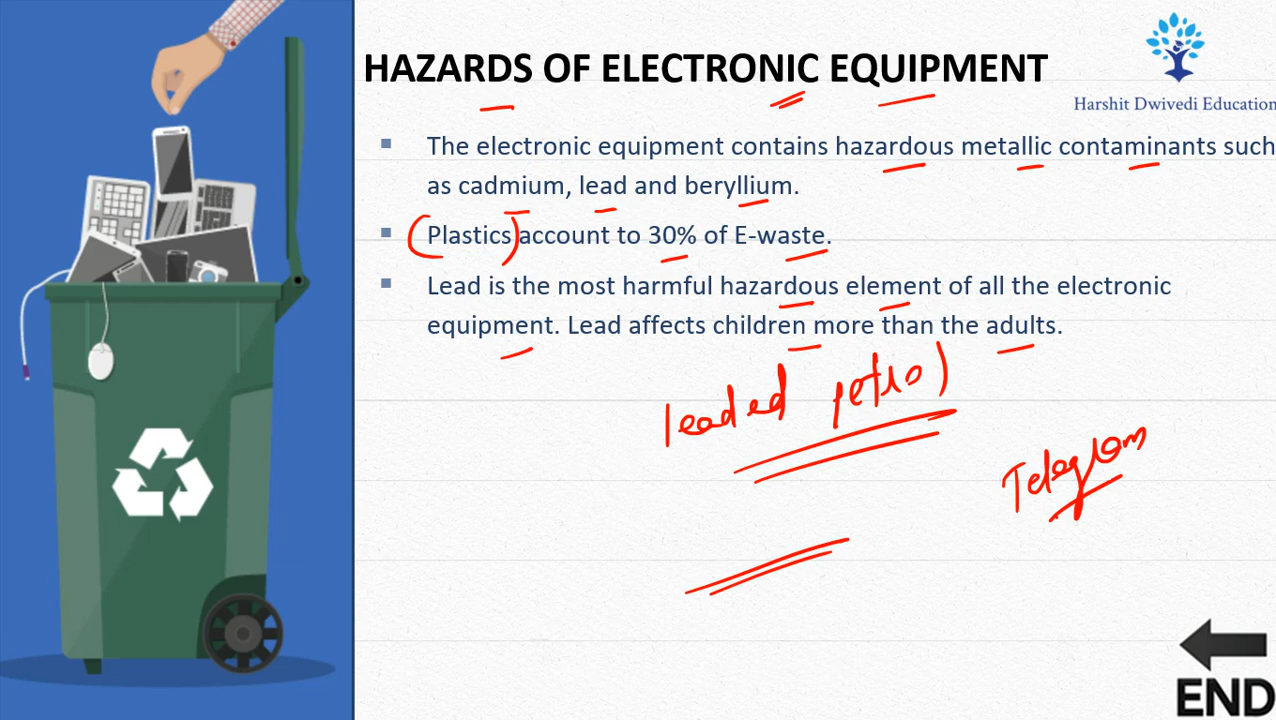 HAZARDS OF ELECTRONIC EQUIPMENT
Harshit Dwivedi Education
The electronic equipment contains hazardous metallic contaminants such
as cadmium, lead and beryllium.
Plastics account to 30% of E-waste.
Lead is the most harmful hazardous element of all the electronic
equipment. Lead affects children more than the adults.
leaded petrol
Telegram
END